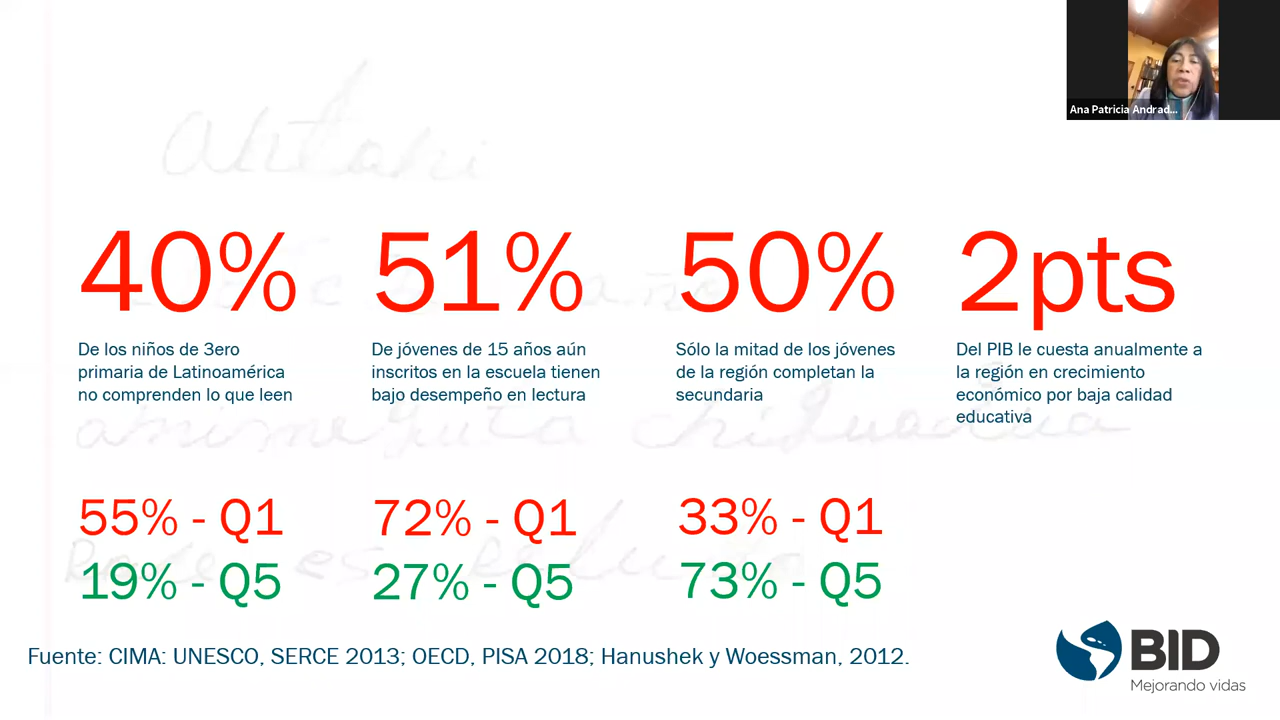 Ana Patricia Andrad...
40%
De los niños de 3ero
primaria de Latinoamérica
no comprenden lo que leen
55% - Q1
19% - Q5
51%
De jóvenes de 15 años aún
inscritos en la escuela tienen
bajo desempeño en lectura
72% - Q1
27% - Q5
50%
Sólo la mitad de los jóvenes
de la región completan la
secundaria
33% - Q1
73% - Q5
2pts
Del PIB le cuesta anualmente a
la región en crecimiento
económico por baja calidad
educativa
Fuente: CIMA: UNESCO, SERCE 2013; OECD, PISA 2018; Hanushek y Woessman, 2012.
BID
Mejorando vidas